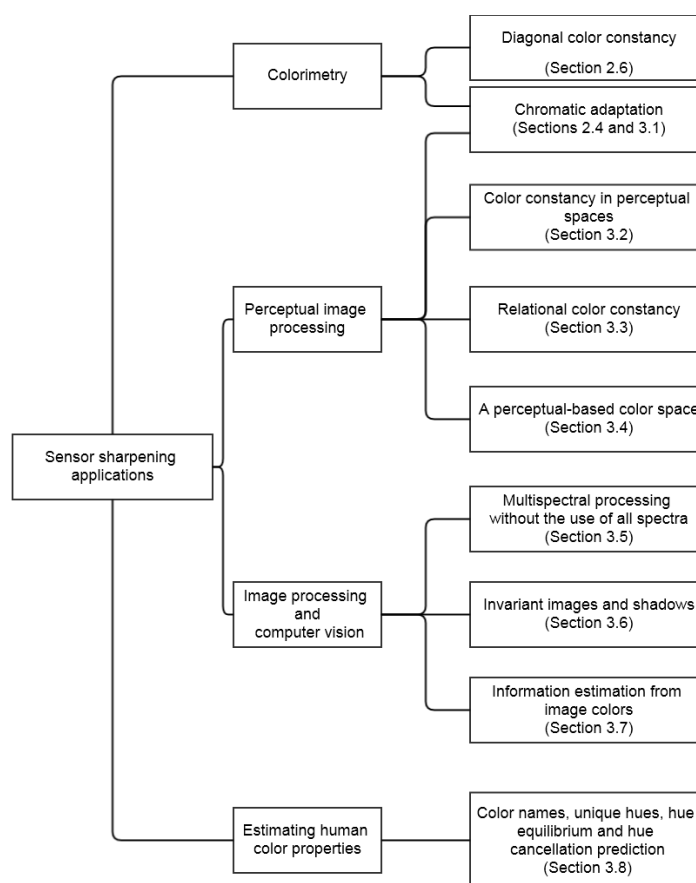 Diagonal color constancy
(Section 2.6)
Colorimetry
Chromatic adaptation
(Sections 2.4 and 3.1)
Color constancy in perceptual
spaces
(Section 3.2)
Perceptual image
processing
Relational color constancy
(Section 3.3)
A perceptual-based color space
(Section 3.4)
Sensor sharpening
applications
Multispectral processing
without the use of all spectra
(Section 3.5)
Image processing
and
computer vision
Invariant images and shadows
(Section 3.6)
Information estimation from
image colors
(Section 3.7)
Estimating human
color properties
Color names, unique hues, hue
equilibrium and hue
cancellation prediction
(Section 3.8)